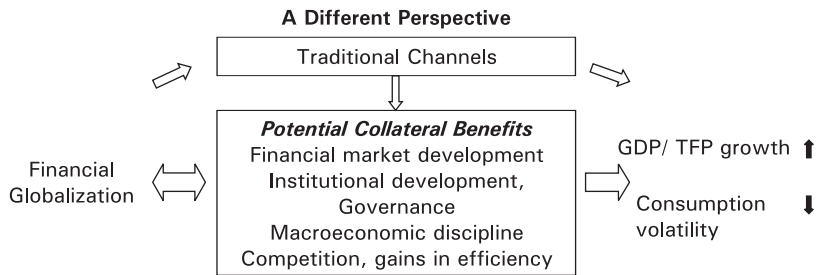 A Different Perspective
Traditional Channels
Potential Collateral Benefits
Financial market development
Institutional development,
Governance
Macroeconomic discipline
Competition, gains in efficiency
Financial
Globalization
GDP/ TFP growth
Consumption
volatility